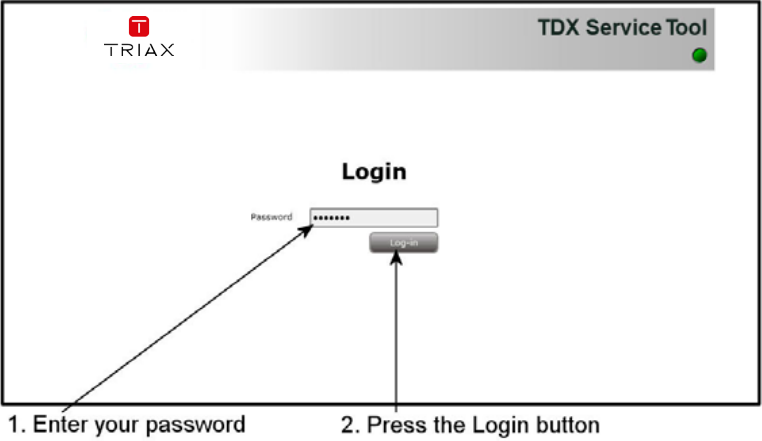 TRIAX
TDX Service Tool
Login
Password •••••••
Log-in
1. Enter your password
2. Press the Login button